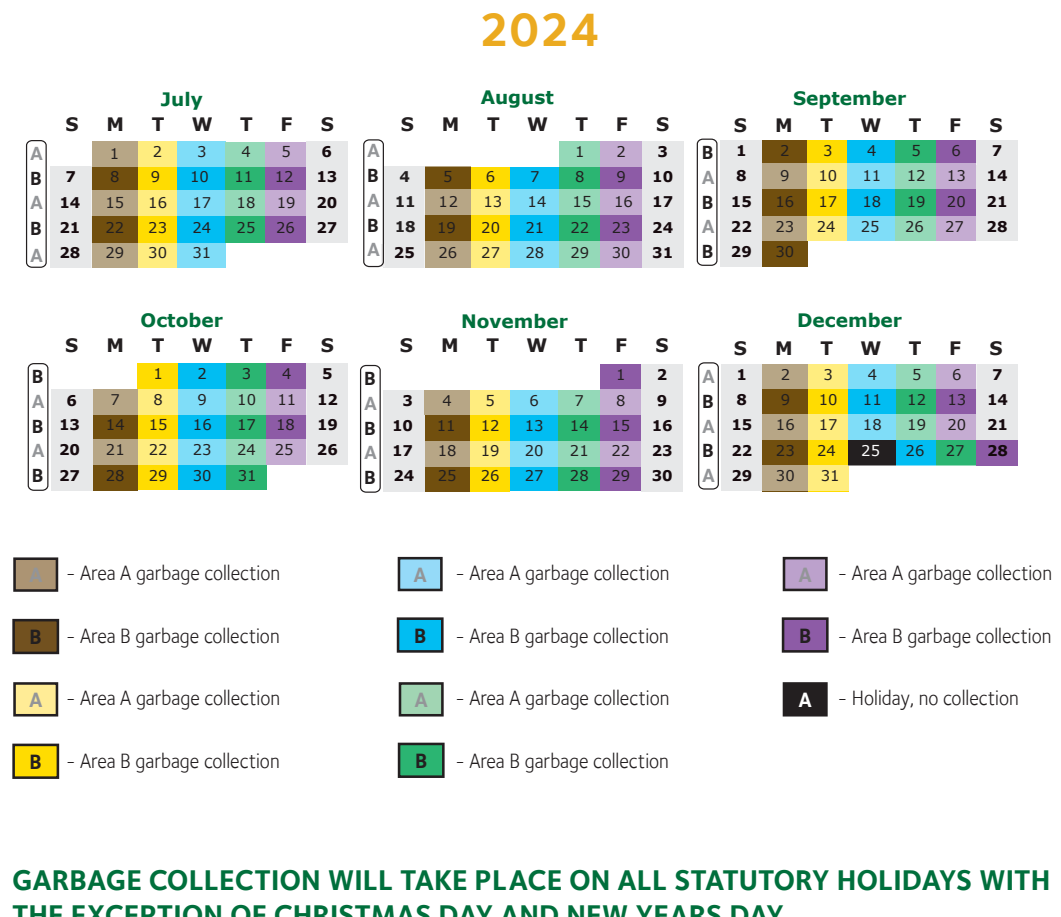 2024
July August September
S M T W T F S S M T W T F S S M T W T F S
A 1 2 3 4 5 6 A 1 2 3 B 1 2 3 4 5 6 7
B 7 8 9 10 11 12 13 B 4 5 6 7 8 9 10 A 8 9 10 11 12 13 14
A 14 15 16 17 18 19 20 A 11 12 13 14 15 16 17 B 15 16 17 18 19 20 21
B 21 22 23 24 25 26 27 B 18 19 20 21 22 23 24 A 22 23 24 25 26 27 28
A 28 29 30 31 A 25 26 27 28 29 30 31 B 29 30
October November December
S M T W T F S S M T W T F S S M T W T F S
B 1 2 3 4 5 B 1 2 A 1 2 3 4 5 6 7
A 6 7 8 9 10 11 12 A 3 4 5 6 7 8 9 B 8 9 10 11 12 13 14
B 13 14 15 16 17 18 19 B 10 11 12 13 14 15 16 A 15 16 17 18 19 20 21
A 20 21 22 23 24 25 26 A 17 18 19 20 21 22 23 B 22 23 24 25 26 27 28
B 27 28 29 30 31 B 24 25 26 27 28 29 30 A 29 30 31
A – Area A garbage collection A – Area A garbage collection A – Area A garbage collection
B – Area B garbage collection B – Area B garbage collection B – Area B garbage collection
A – Area A garbage collection A – Area A garbage collection A – Holiday, no collection
B – Area B garbage collection B – Area B garbage collection
GARBAGE COLLECTION WILL TAKE PLACE ON ALL STATUTORY HOLIDAYS WITH
THE EXCEPTION OF CHRISTMAS DAY AND NEW YEARS DAY